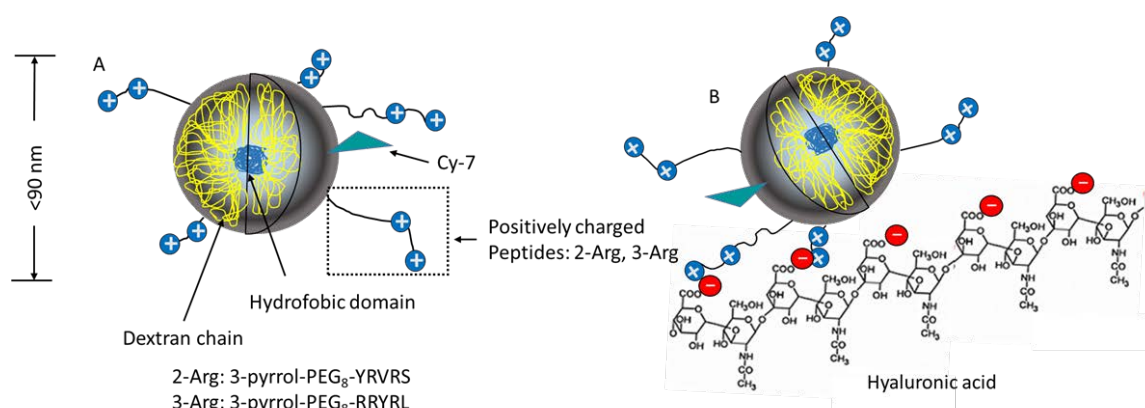 A
B
<90 nm
Cy-7
Positively charged
Peptides: 2-Arg, 3-Arg
Hydrofobic domain
Dextran chain
2-Arg: 3-pyrrol-PEG₈-YRVRS
3-Arg: 3-pyrrol-PEG₈-RRYRL
Hyaluronic acid